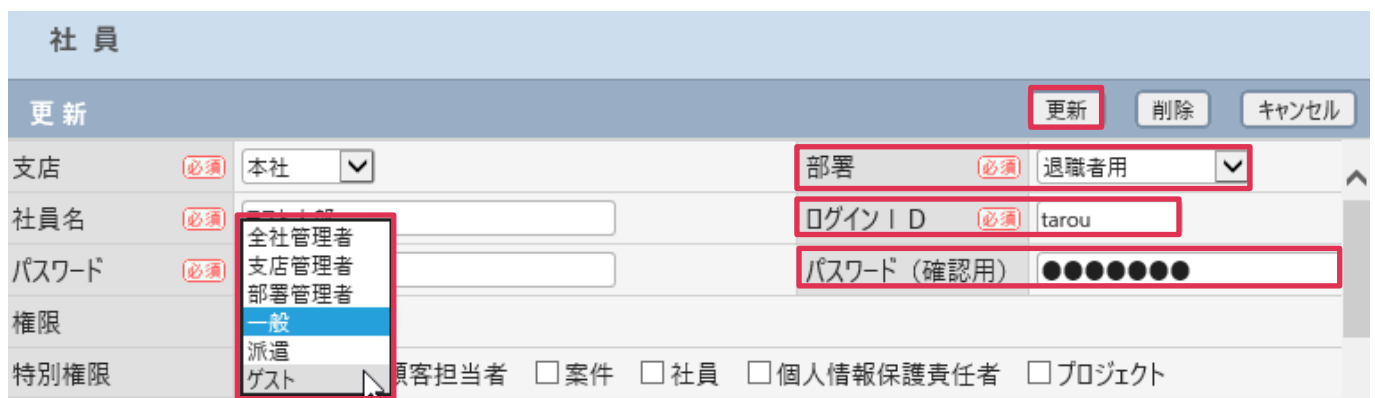 社 員
更 新 更新 削除 キャンセル
支店 必須 本社 部署 必須 退職者用
社員名 必須 ログインＩＤ 必須 tarou
全社管理者
パスワード 必須 支店管理者 パスワード（確認用） ●●●●●●●
部署管理者
権限 一般
派遣
特別権限 ゲスト 客担当者 □案件 □社員 □個人情報保護責任者 □プロジェクト